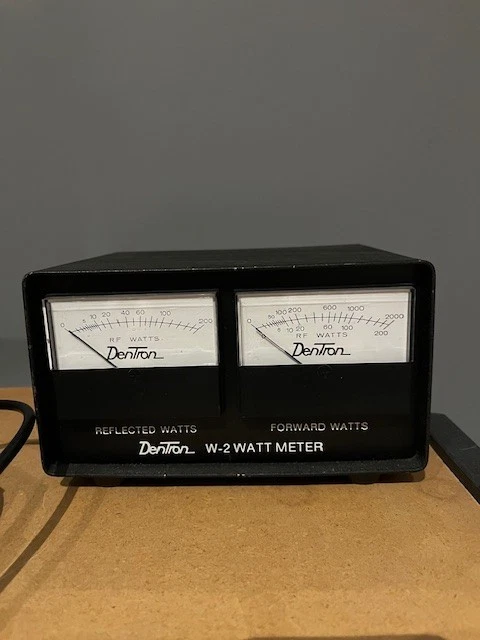 0 5 10 20 40 60 100 200
RF WATTS
DenTron
0 50 100 200 600 1000 2000
5 10 20 60 100 200
RF WATTS
DenTron
REFLECTED WATTS
FORWARD WATTS
DenTron W-2 WATT METER